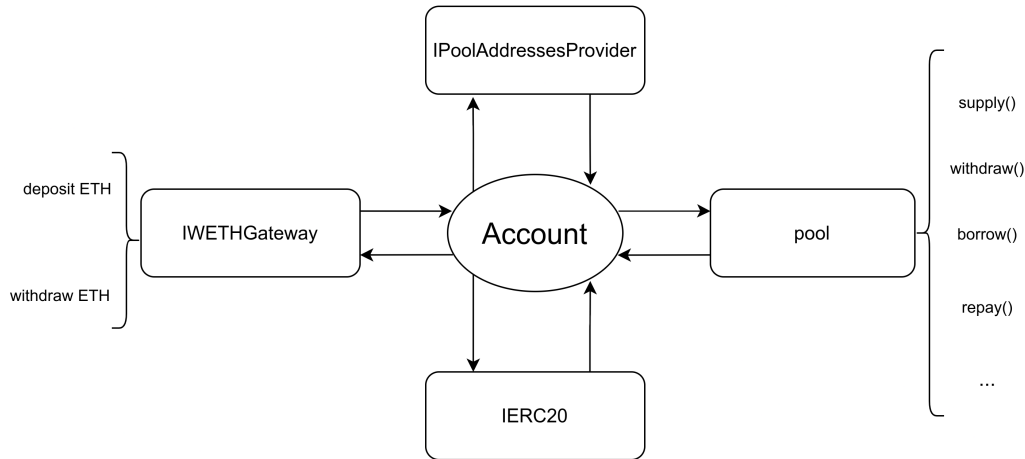 IPoolAddressesProvider
supply()
deposit ETH
withdraw()
IWETHGateway
Account
pool
borrow()
withdraw ETH
repay()
...
IERC20